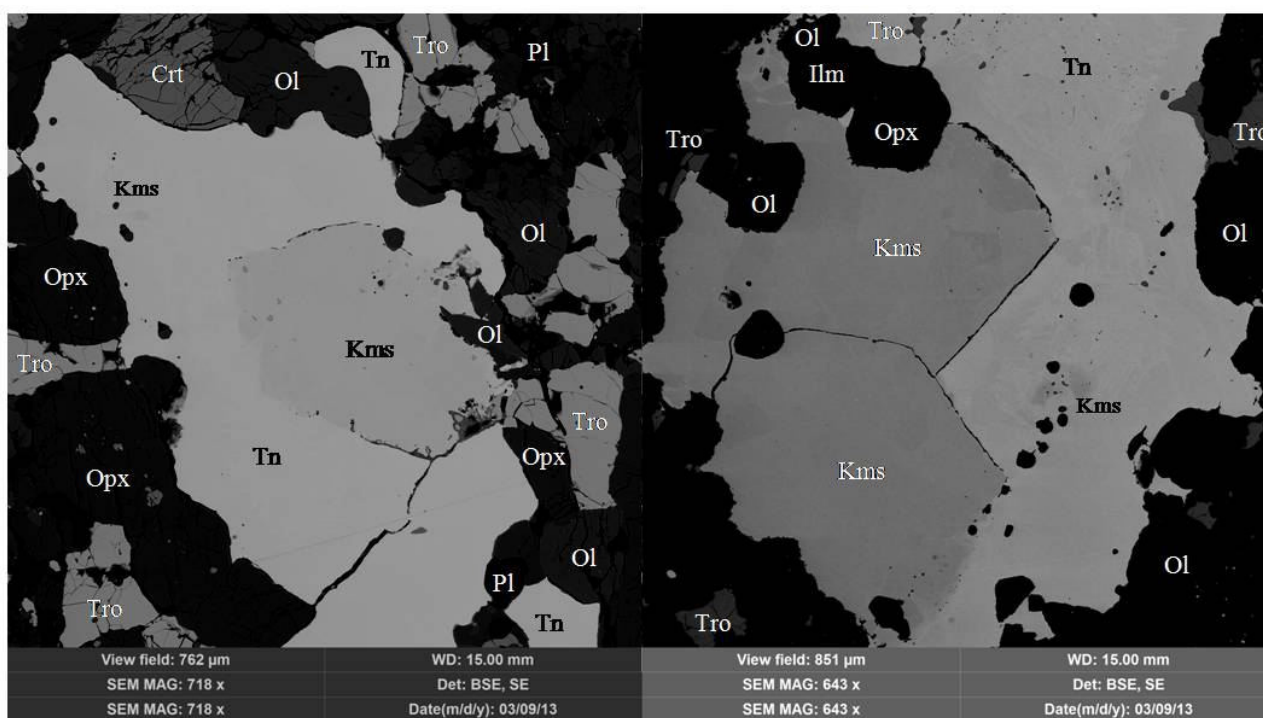 Crt
Ol
Tn
Tro
Pl
Kms
Opx
Ol
Tro
Kms
Ol
Opx
Tn
Opx
Tro
Tro
Pl
Ol
Tn
Ol
Ilm
Tro
Tn
Opx
Tro
Tro
Ol
Kms
Ol
Kms
Kms
Ol
Tro
View field: 762 µm WD: 15.00 mm
SEM MAG: 718 x Det: BSE, SE
SEM MAG: 718 x Date(m/d/y): 03/09/13
View field: 851 µm WD: 15.00 mm
SEM MAG: 643 x Det: BSE, SE
SEM MAG: 643 x Date(m/d/y): 03/09/13